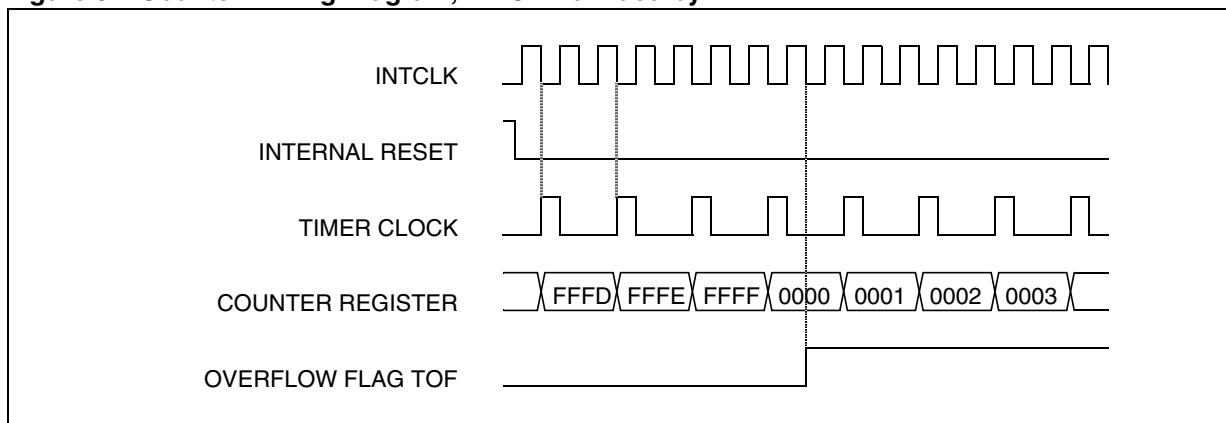 INTCLK
INTERNAL RESET
TIMER CLOCK
COUNTER REGISTER FFFD FFFE FFFF 0000 0001 0002 0003
OVERFLOW FLAG TOF